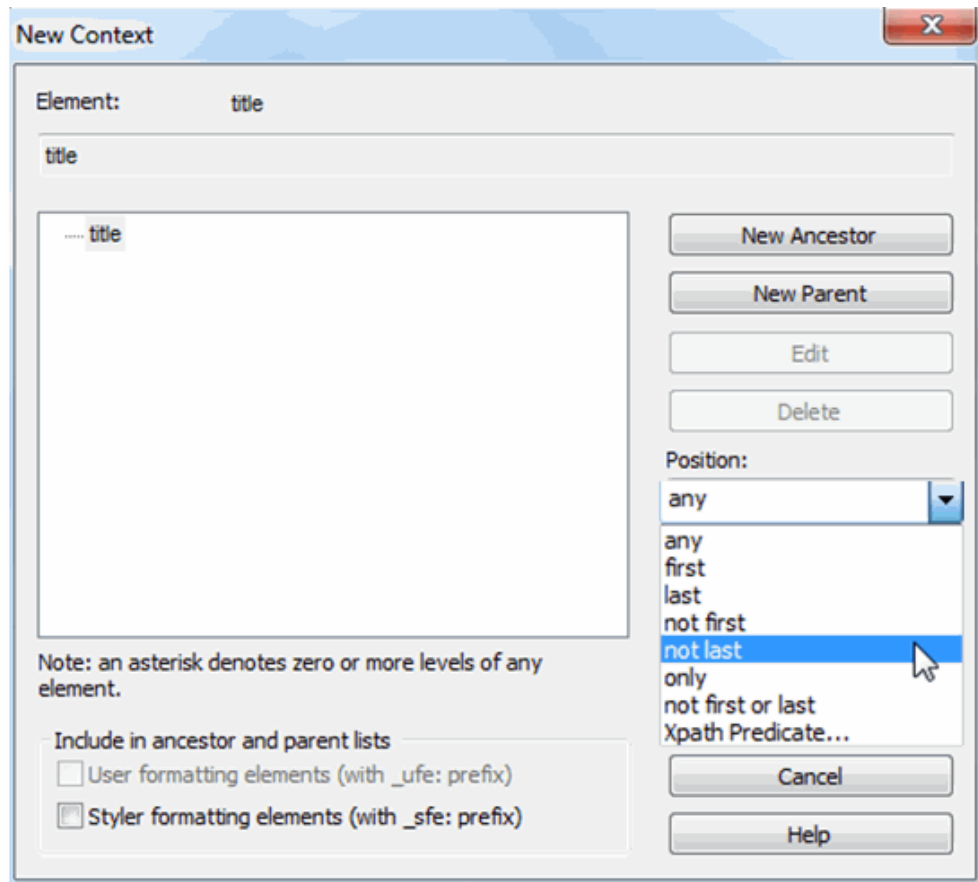 New Context
Element: title
title
title
New Ancestor
New Parent
Edit
Delete
Position:
any
any
first
last
not first
not last
only
not first or last
Xpath Predicate...
Note: an asterisk denotes zero or more levels of any
element.
Include in ancestor and parent lists
User formatting elements (with _ufe: prefix)
Styler formatting elements (with _sfe: prefix)
Cancel
Help